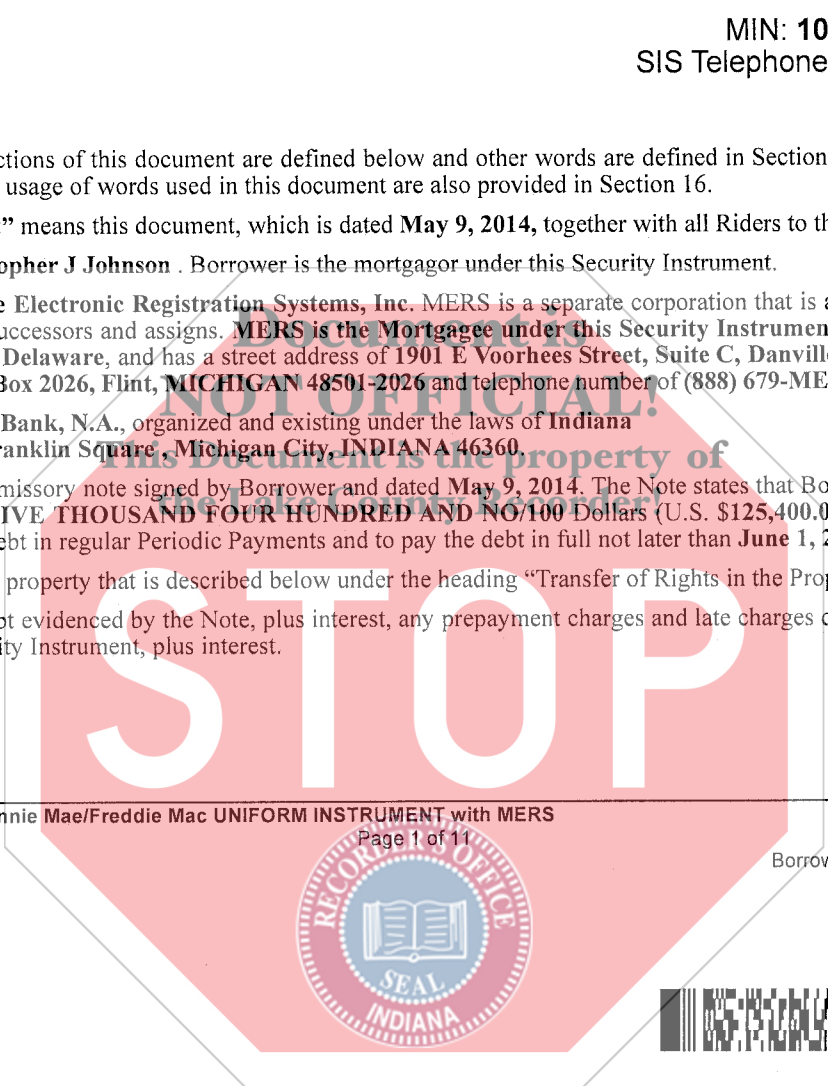 MIN: 10
SIS Telephone
ctions of this document are defined below and other words are defined in Section
usage of words used in this document are also provided in Section 16.
” means this document, which is dated May 9, 2014, together with all Riders to th
opher J Johnson . Borrower is the mortgagor under this Security Instrument.
e Electronic Registration Systems, Inc. MERS is a separate corporation that is a
uccessors and assigns. MERS is the Mortgagee under this Security Instrumen
Delaware, and has a street address of 1901 E Voorhees Street, Suite C, Danville
Box 2026, Flint, MICHIGAN 48501-2026 and telephone number of (888) 679-ME
Bank, N.A., organized and existing under the laws of Indiana
ranklin Square , Michigan City, INDIANA 46360.
missory note signed by Borrower and dated May 9, 2014. The Note states that Bo
IVE THOUSAND FOUR HUNDRED AND NO/100 Dollars (U.S. $125,400.0
ebt in regular Periodic Payments and to pay the debt in full not later than June 1, 2
property that is described below under the heading “Transfer of Rights in the Prop
bt evidenced by the Note, plus interest, any prepayment charges and late charges
ity Instrument, plus interest.
Document is
NOT OFFICIAL!
This Document is the property of
the Lake County Recorder!
STOP
nnie Mae/Freddie Mac UNIFORM INSTRUMENT with MERS
Page 1 of 11
Borrow
RECORDER'S OFFICE
SEAL
INDIANA